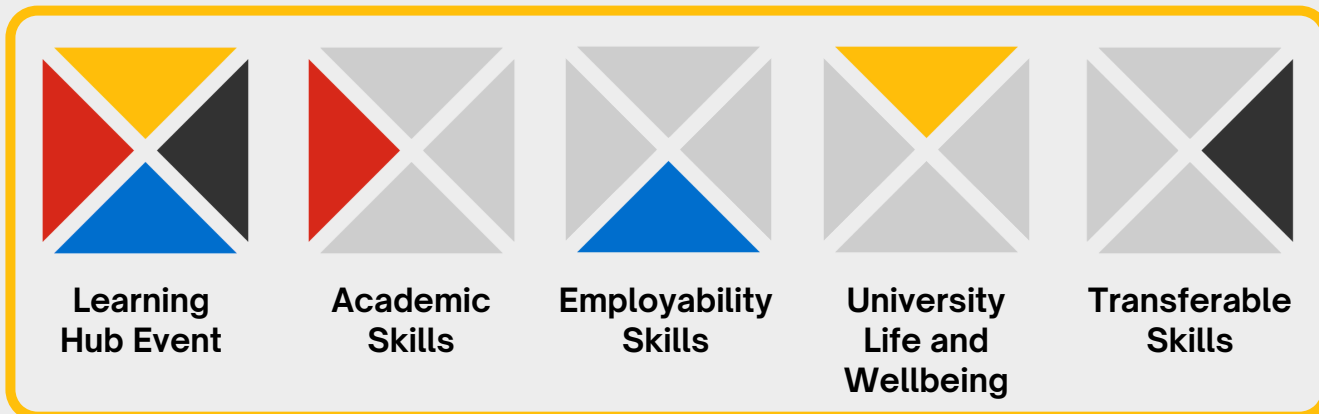 Learning
Hub Event
Academic
Skills
Employability
Skills
University
Life and
Wellbeing
Transferable
Skills